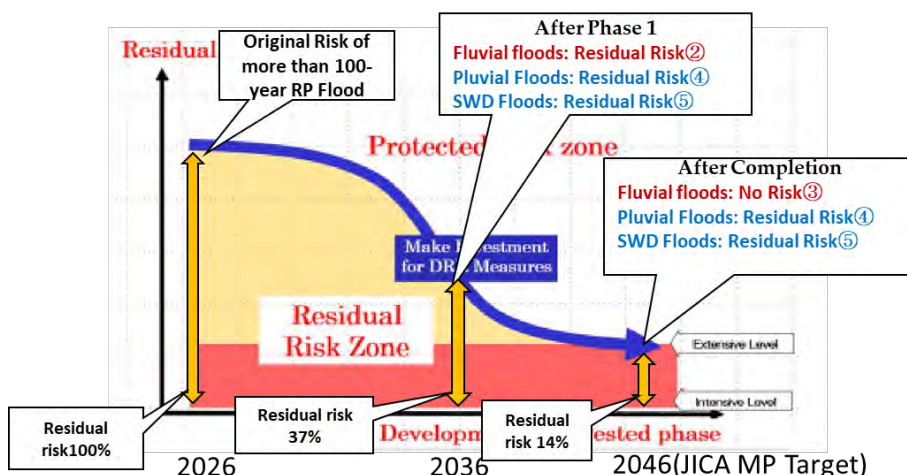 Residual
Original Risk of
more than 100-
year RP Flood
After Phase 1
Fluvial floods: Residual Risk②
Pluvial Floods: Residual Risk④
SWD Floods: Residual Risk⑤
Protected
zone
After Completion
Fluvial floods: No Risk③
Pluvial Floods: Residual Risk④
SWD Floods: Residual Risk⑤
Make Investment
for DRR Measures
Residual
Risk Zone
Extensive Level
Intensive Level
Residual
risk100%
Residual risk
37%
Residual
risk 14%
phase
2026
2036
2046(JICA MP Target)